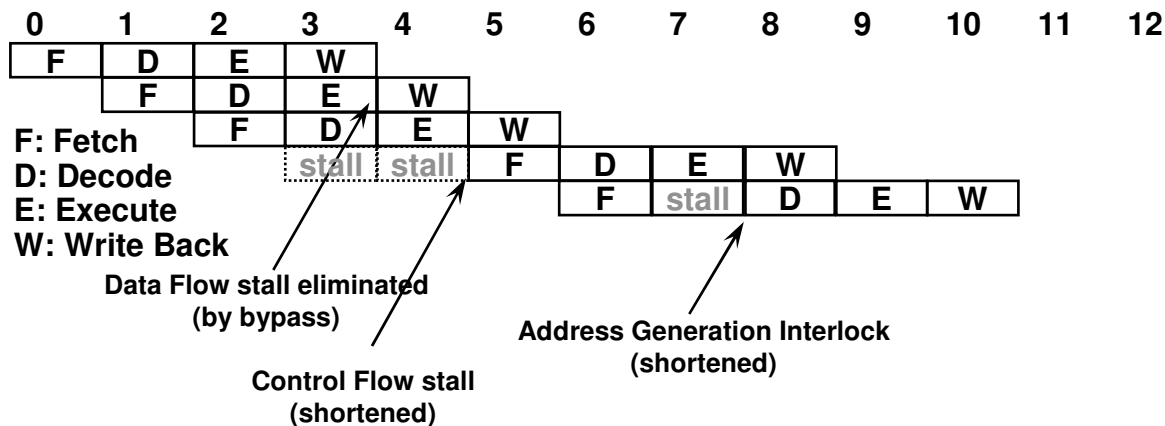 0 1 2 3 4 5 6 7 8 9 10 11 12
F D E W
F D E W
F D E W
stall stall F D E W
F stall D E W
F: Fetch
D: Decode
E: Execute
W: Write Back
Data Flow stall eliminated
(by bypass)
Control Flow stall
(shortened)
Address Generation Interlock
(shortened)